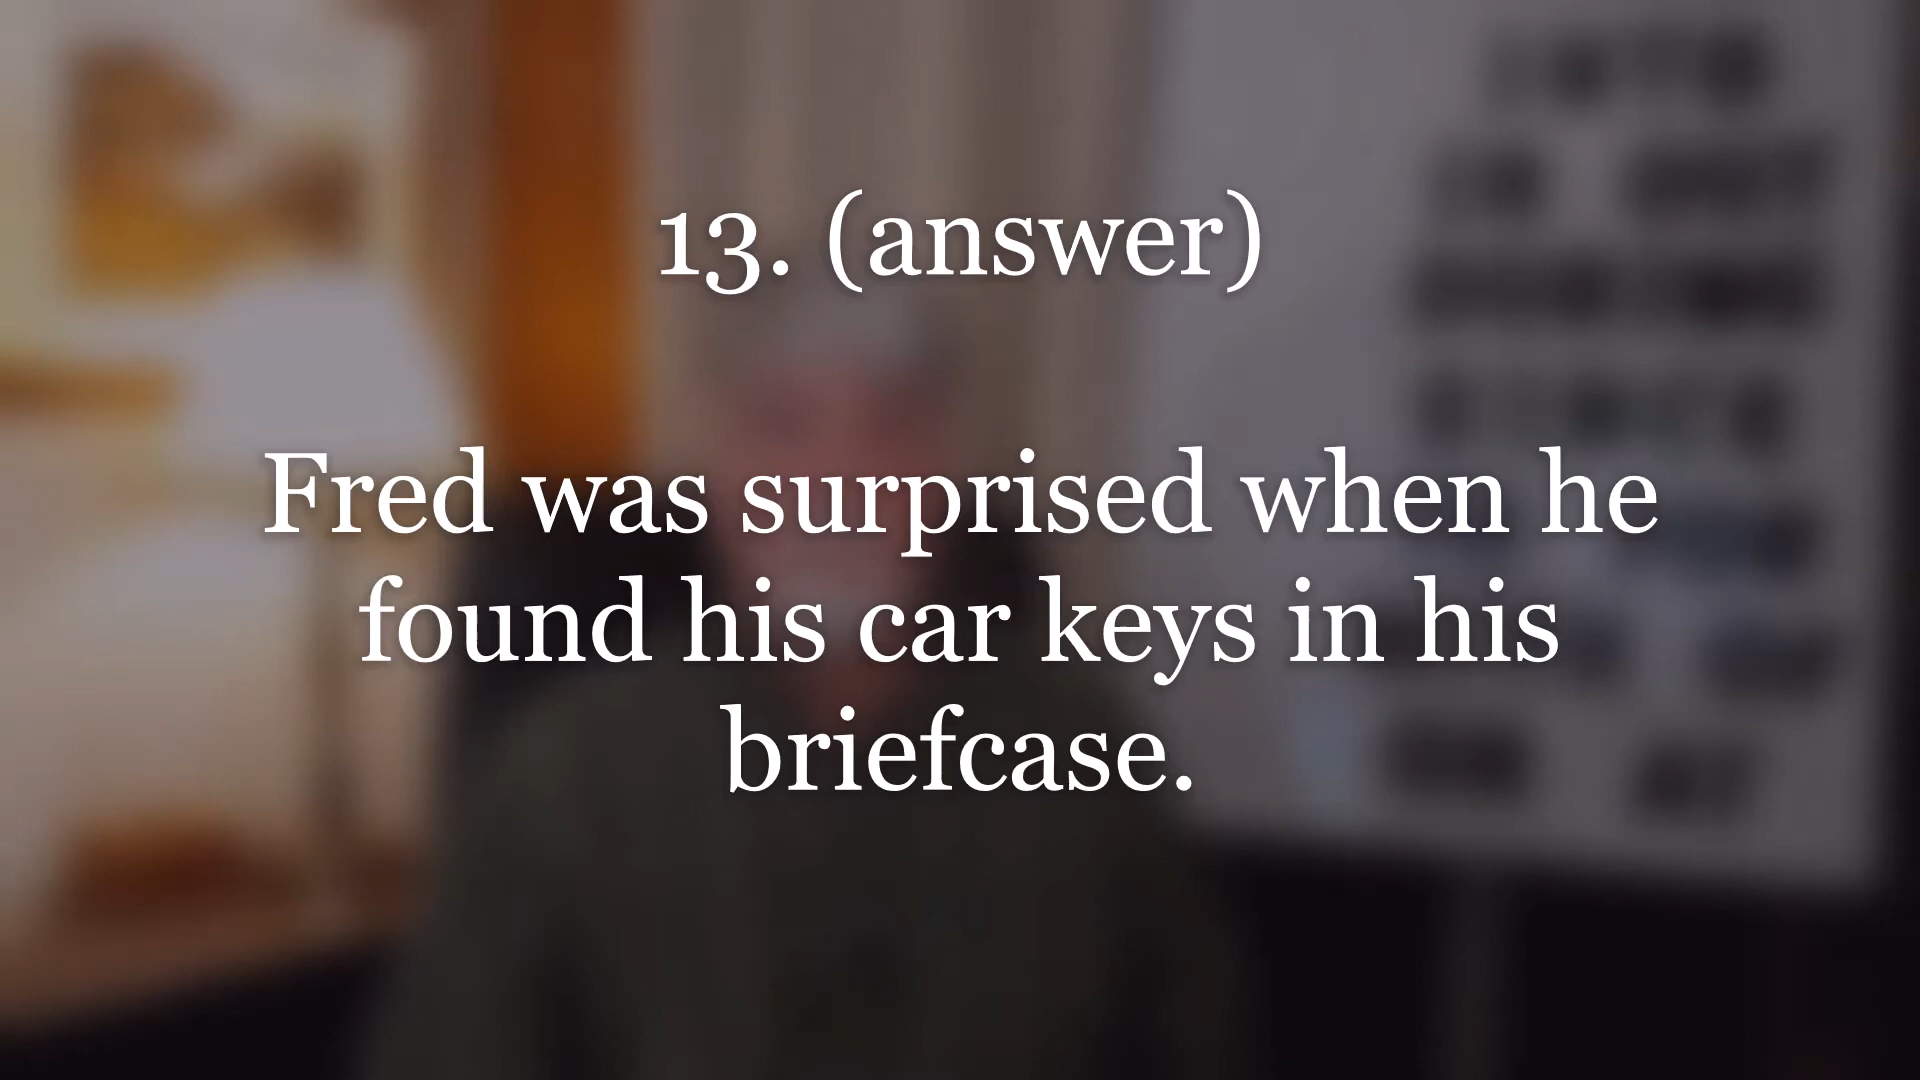 13. (answer)
Fred was surprised when he
found his car keys in his
briefcase.